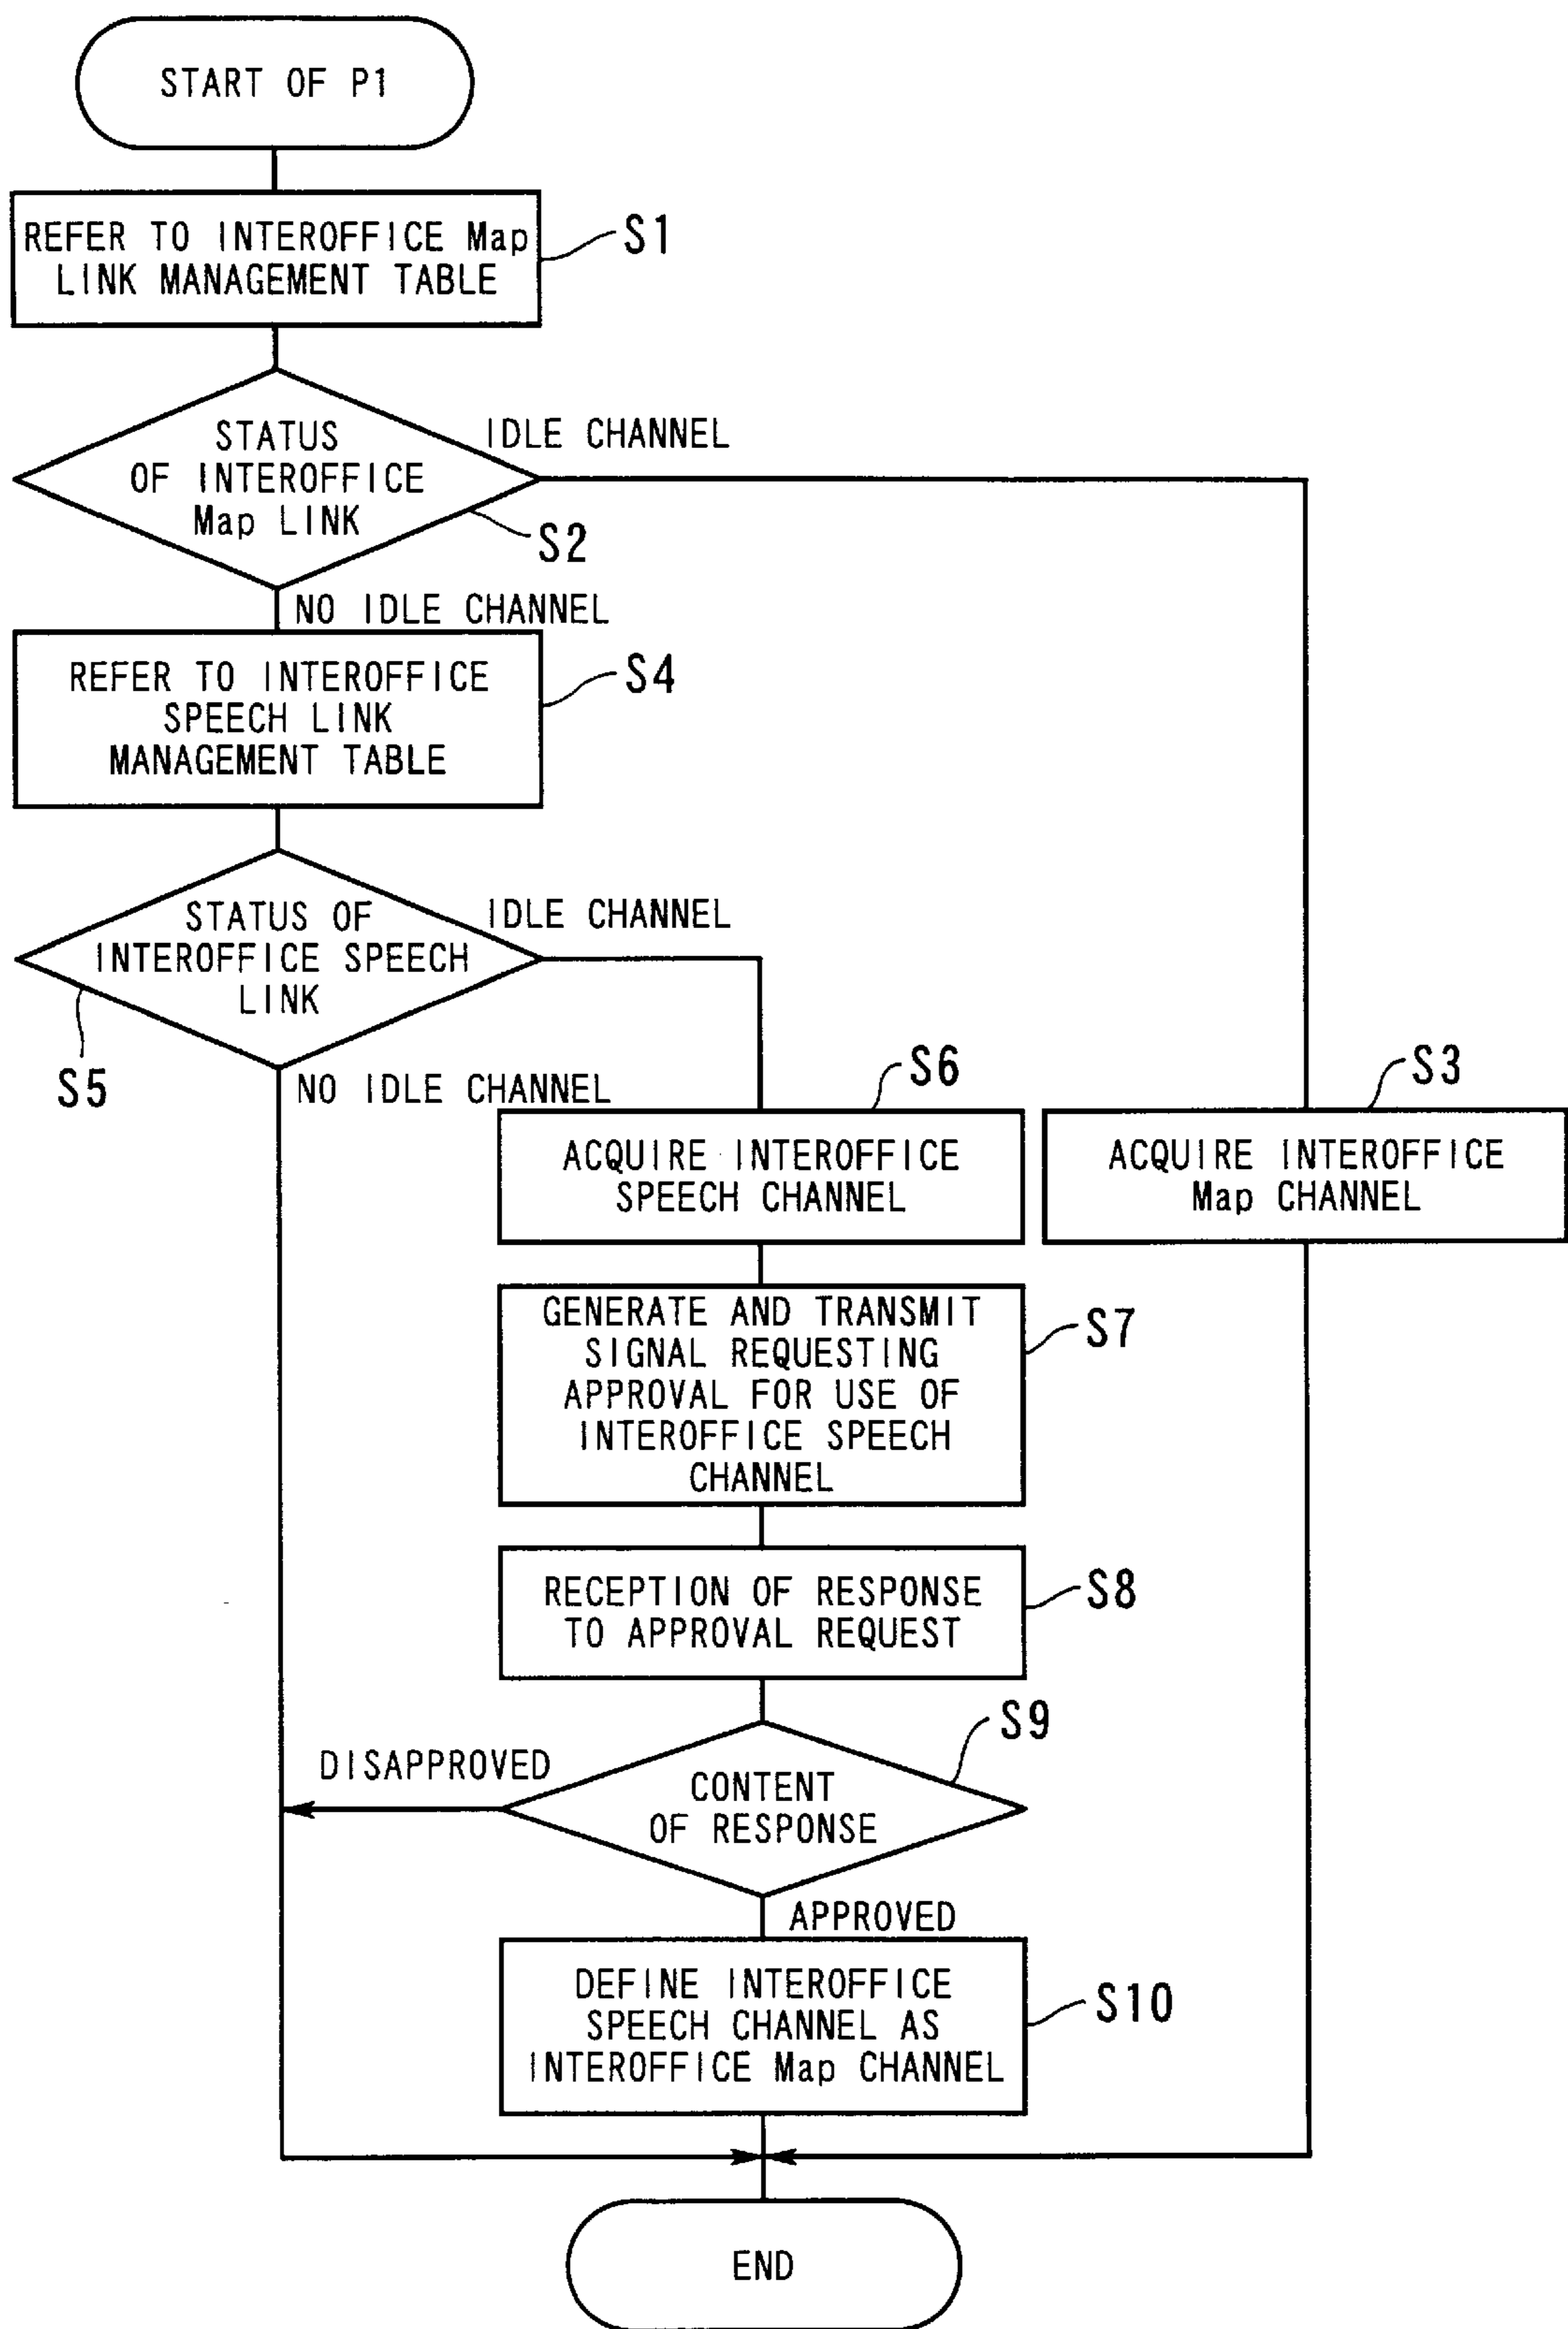 START OF P1
REFER TO INTEROFFICE Map
LINK MANAGEMENT TABLE
S1
STATUS
OF INTEROFFICE
Map LINK
IDLE CHANNEL
S2
NO IDLE CHANNEL
REFER TO INTEROFFICE
SPEECH LINK
MANAGEMENT TABLE
S4
STATUS OF
INTEROFFICE SPEECH
LINK
IDLE CHANNEL
S5
NO IDLE CHANNEL
S6
ACQUIRE INTEROFFICE
SPEECH CHANNEL
S3
ACQUIRE INTEROFFICE
Map CHANNEL
GENERATE AND TRANSMIT
SIGNAL REQUESTING
APPROVAL FOR USE OF
INTEROFFICE SPEECH
CHANNEL
S7
RECEPTION OF RESPONSE
TO APPROVAL REQUEST
S8
S9
DISAPPROVED
CONTENT
OF RESPONSE
APPROVED
DEFINE INTEROFFICE
SPEECH CHANNEL AS
INTEROFFICE Map CHANNEL
S10
END